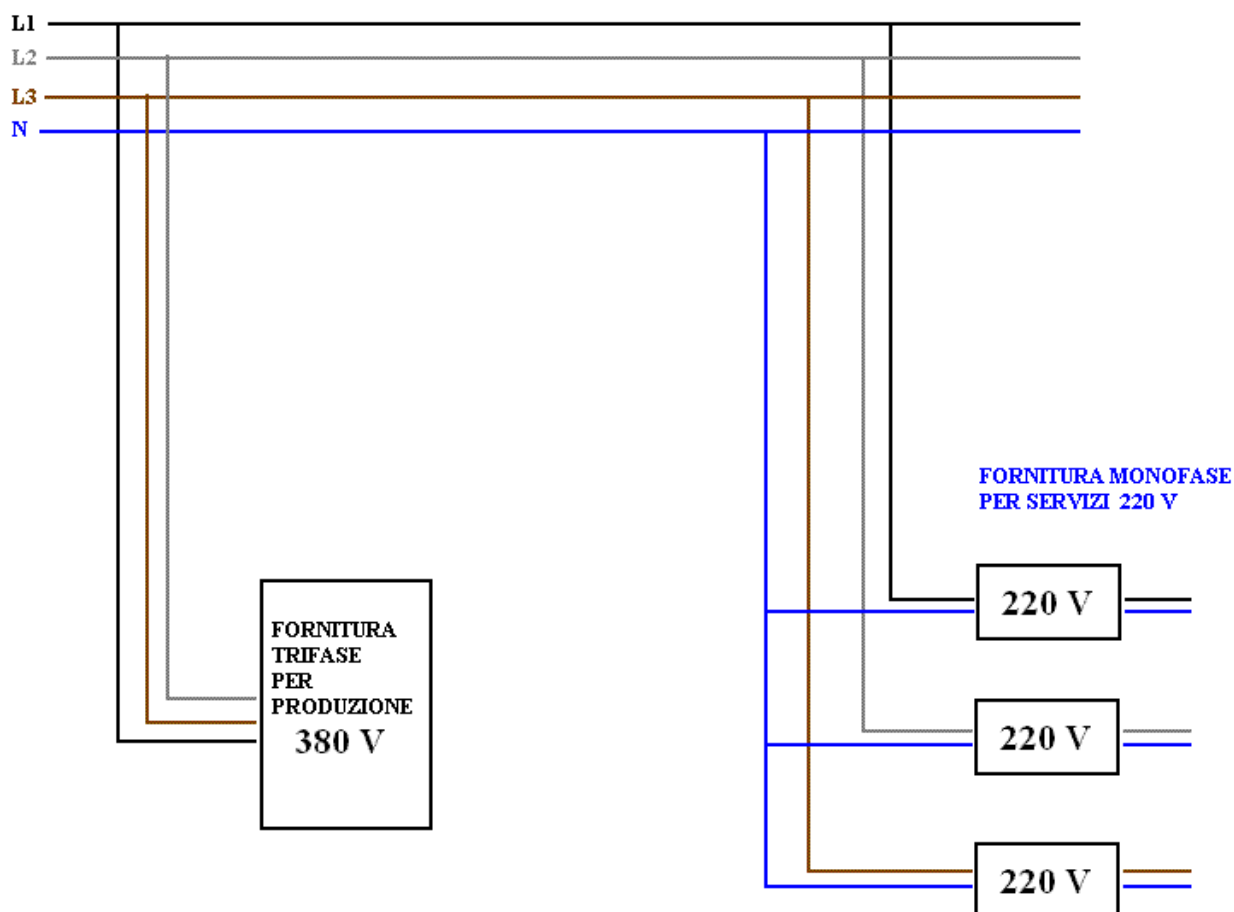 L1
L2
L3
N
FORNITURA MONOFASE
PER SERVIZI 220 V
220 V
FORNITURA
TRIFASE
PER
PRODUZIONE
380 V
220 V
220 V